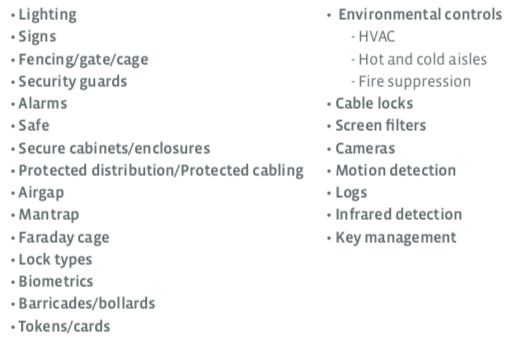 • Lighting
• Signs
• Fencing/gate/cage
• Security guards
• Alarms
• Safe
• Secure cabinets/enclosures
• Protected distribution/Protected cabling
• Airgap
• Mantrap
• Faraday cage
• Lock types
• Biometrics
• Barricades/bollards
• Tokens/cards
• Environmental controls
- HVAC
- Hot and cold aisles
- Fire suppression
• Cable locks
• Screen filters
• Cameras
• Motion detection
• Logs
• Infrared detection
• Key management